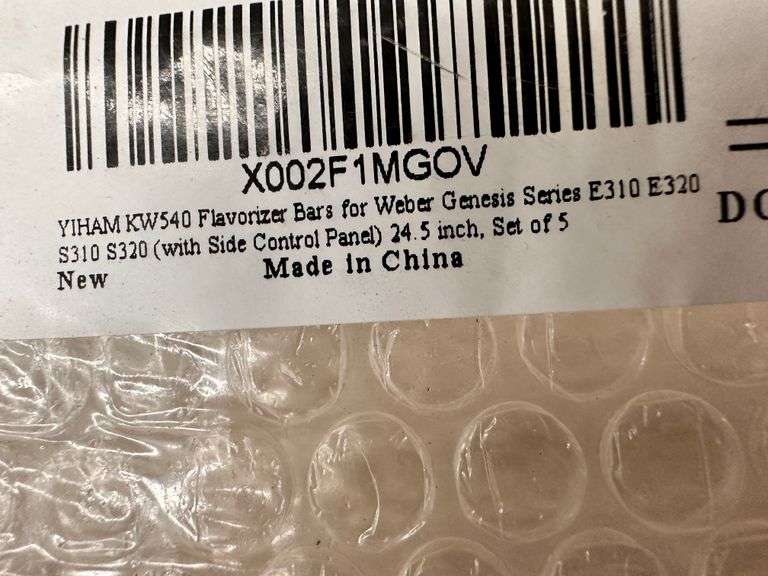 X002F1MGOV
YIHAM KW540 Flavorizer Bars for Weber Genesis Series E310 E320
S310 S320 (with Side Control Panel) 24.5 inch, Set of 5
New Made in China